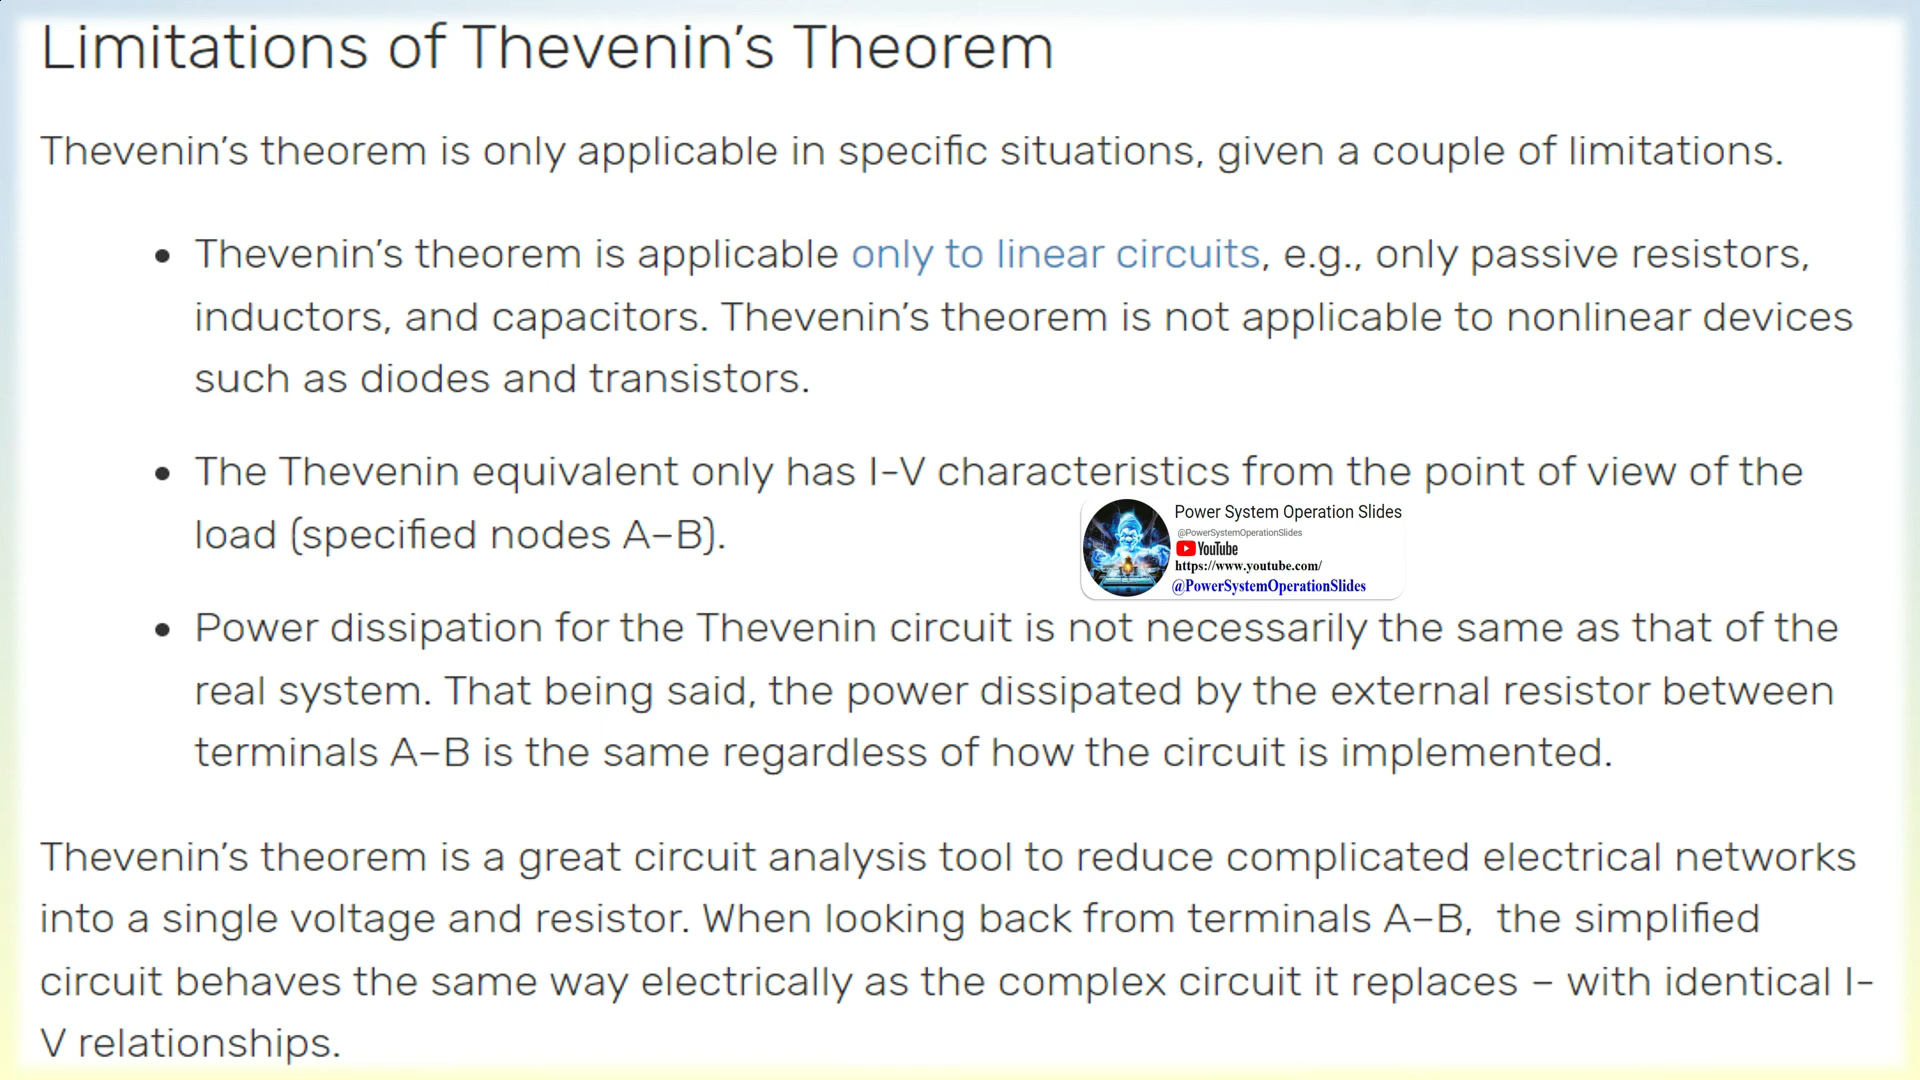 Limitations of Thevenin’s Theorem
Thevenin’s theorem is only applicable in specific situations, given a couple of limitations.
• Thevenin’s theorem is applicable only to linear circuits, e.g., only passive resistors,
inductors, and capacitors. Thevenin’s theorem is not applicable to nonlinear devices
such as diodes and transistors.
• The Thevenin equivalent only has I-V characteristics from the point of view of the
load (specified nodes A–B).
Power System Operation Slides
@PowerSystemOperationSlides
YouTube
https://www.youtube.com/
@PowerSystemOperationSlides
• Power dissipation for the Thevenin circuit is not necessarily the same as that of the
real system. That being said, the power dissipated by the external resistor between
terminals A–B is the same regardless of how the circuit is implemented.
Thevenin’s theorem is a great circuit analysis tool to reduce complicated electrical networks
into a single voltage and resistor. When looking back from terminals A–B,  the simplified
circuit behaves the same way electrically as the complex circuit it replaces – with identical I-
V relationships.